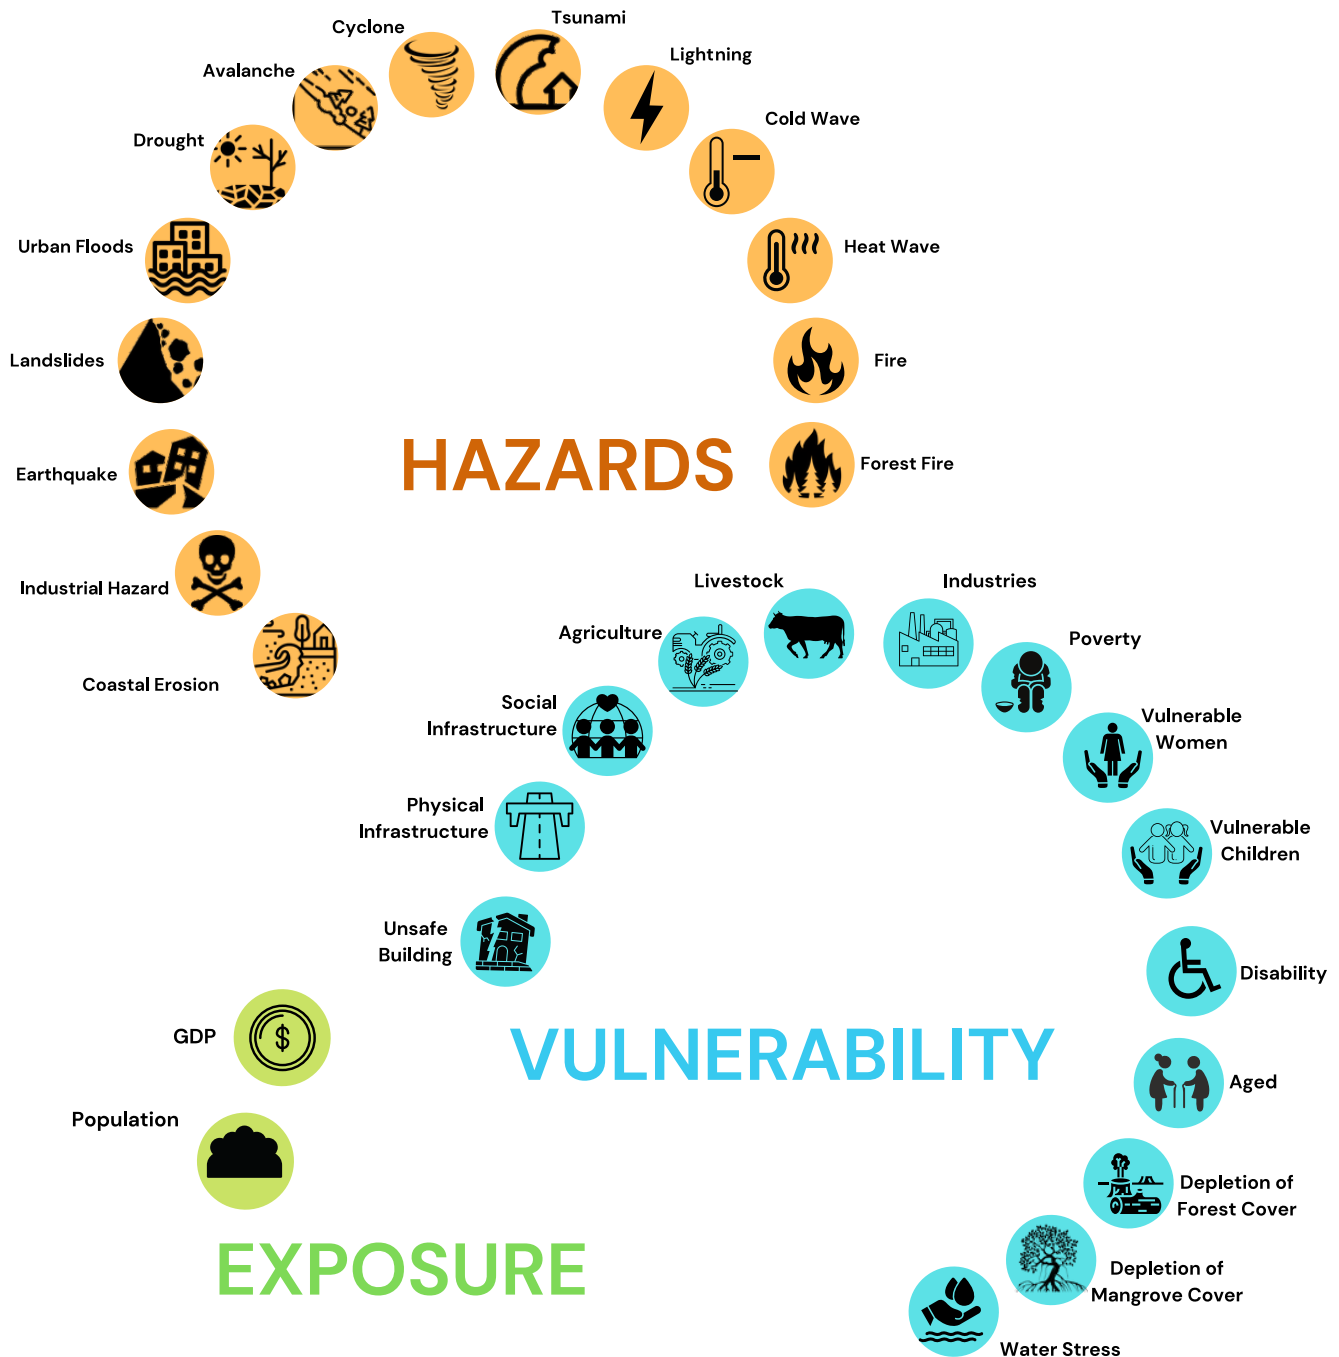 Tsunami
Cyclone
Lightning
Avalanche
Cold Wave
Drought
Urban Floods
Heat Wave
Landslides
Fire
HAZARDS
Forest Fire
Earthquake
Industrial Hazard
Coastal Erosion
Livestock
Industries
Agriculture
Poverty
Social
Infrastructure
Vulnerable
Women
Physical
Infrastructure
Vulnerable
Children
Unsafe
Building
Disability
GDP
$
VULNERABILITY
Aged
Population
Depletion of
Forest Cover
EXPOSURE
Depletion of
Mangrove Cover
Water Stress